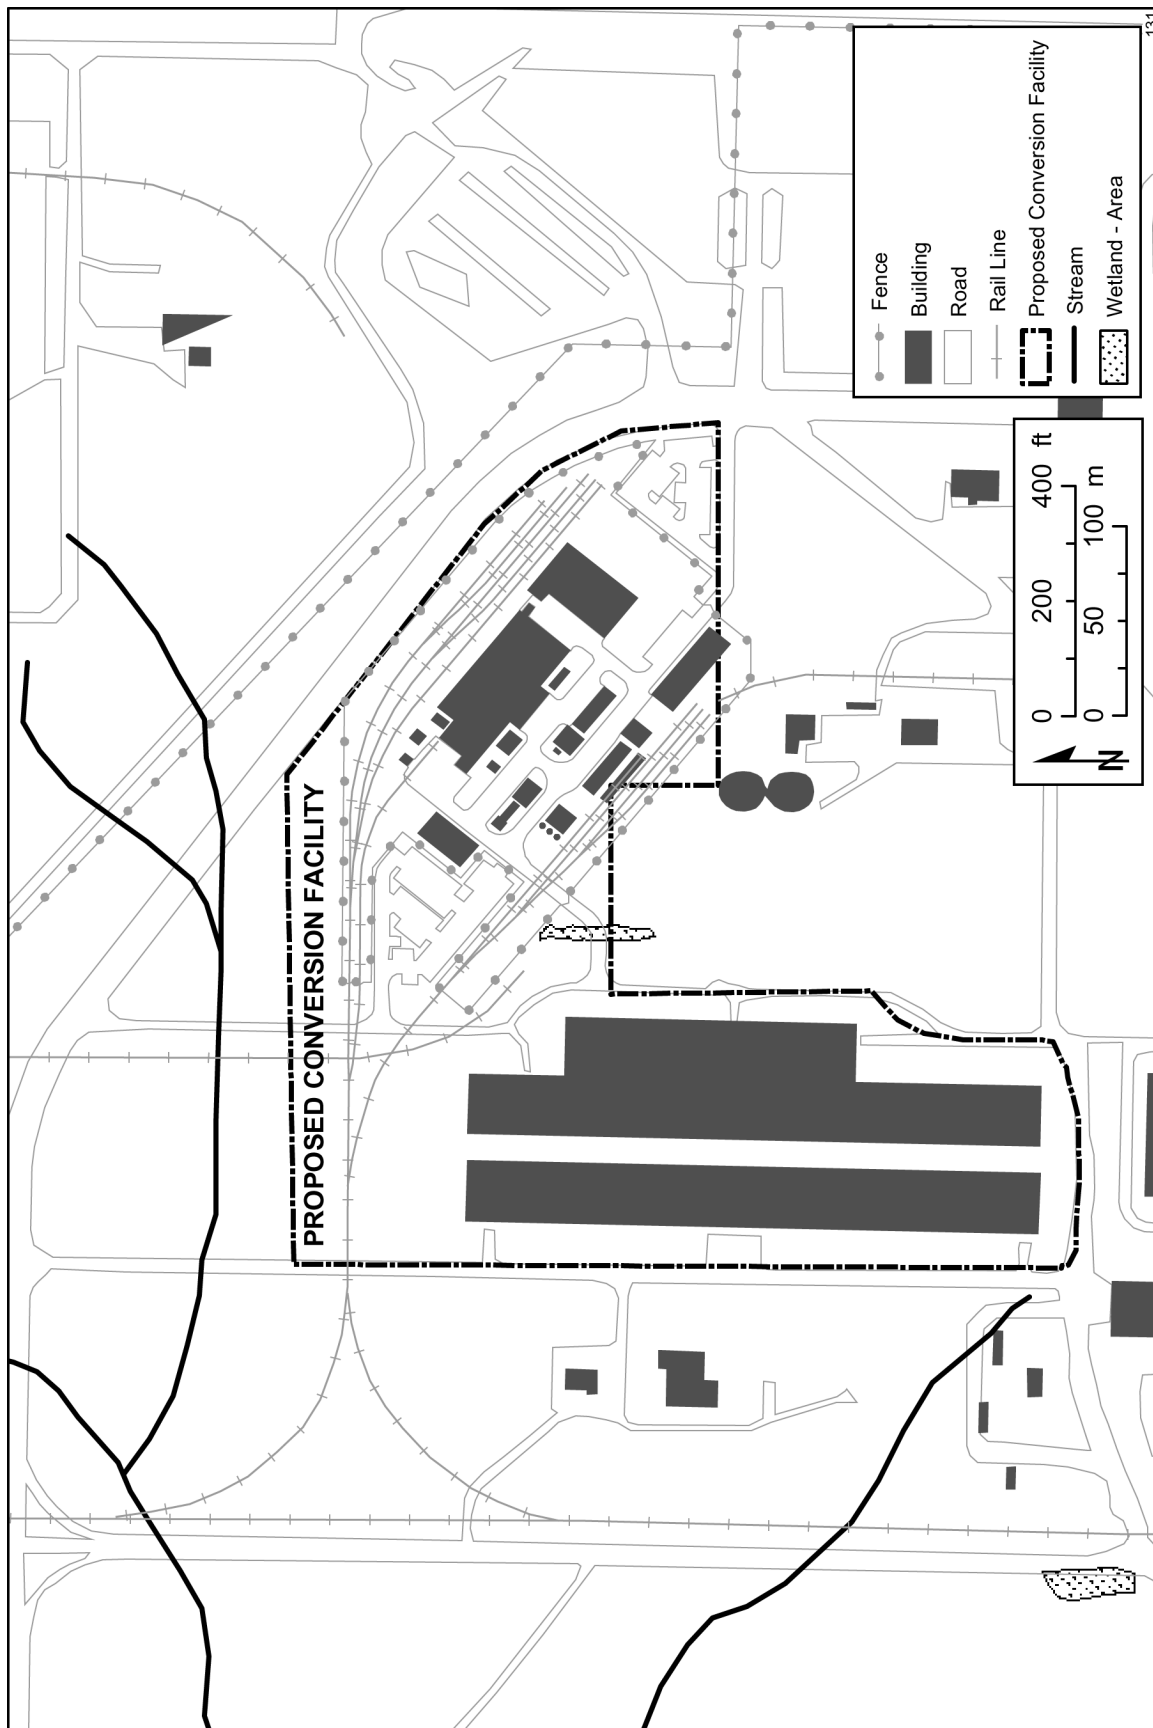 PROPOSED CONVERSION FACILITY
Fence
Building
Road
Rail Line
Proposed Conversion Facility
Stream
Wetland - Area
0 200 400 ft
0 50 100 m
N